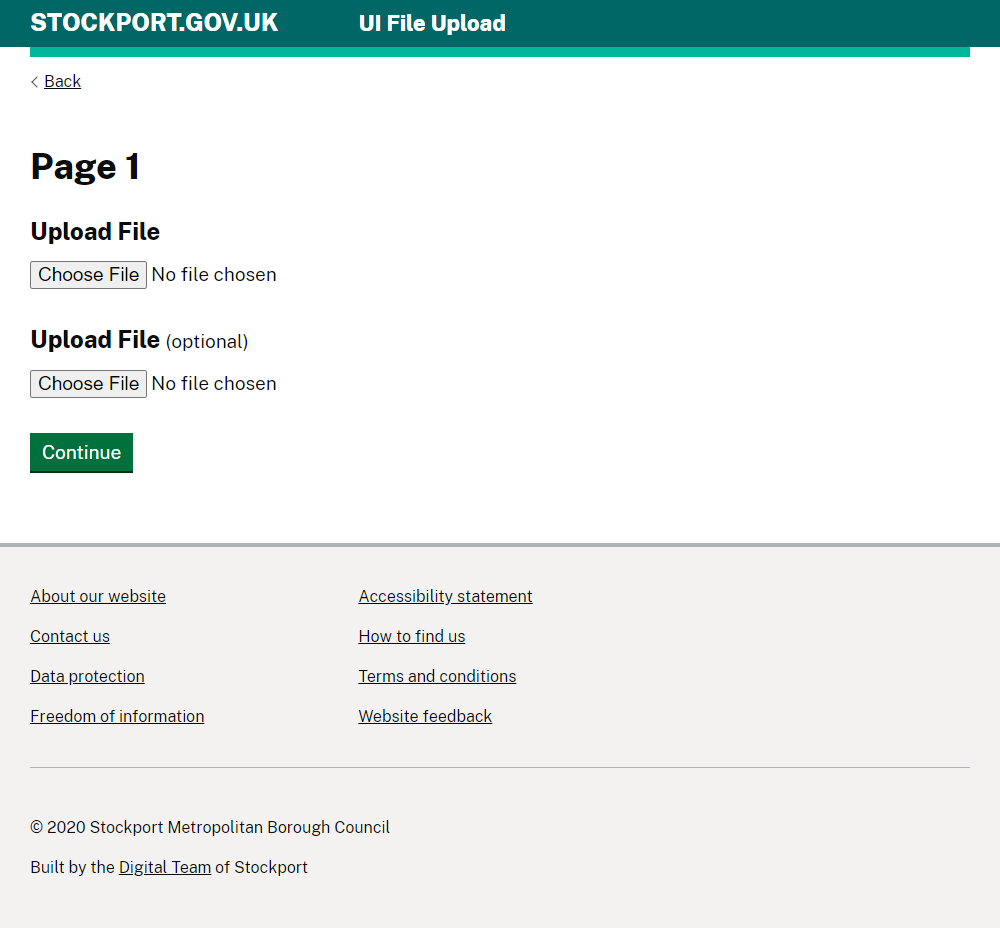 STOCKPORT.GOV.UK UI File Upload
Back
Page 1
Upload File
Choose File No file chosen
Upload File (optional)
Choose File No file chosen
Continue
About our website Accessibility statement
Contact us How to find us
Data protection Terms and conditions
Freedom of information Website feedback
© 2020 Stockport Metropolitan Borough Council
Built by the Digital Team of Stockport